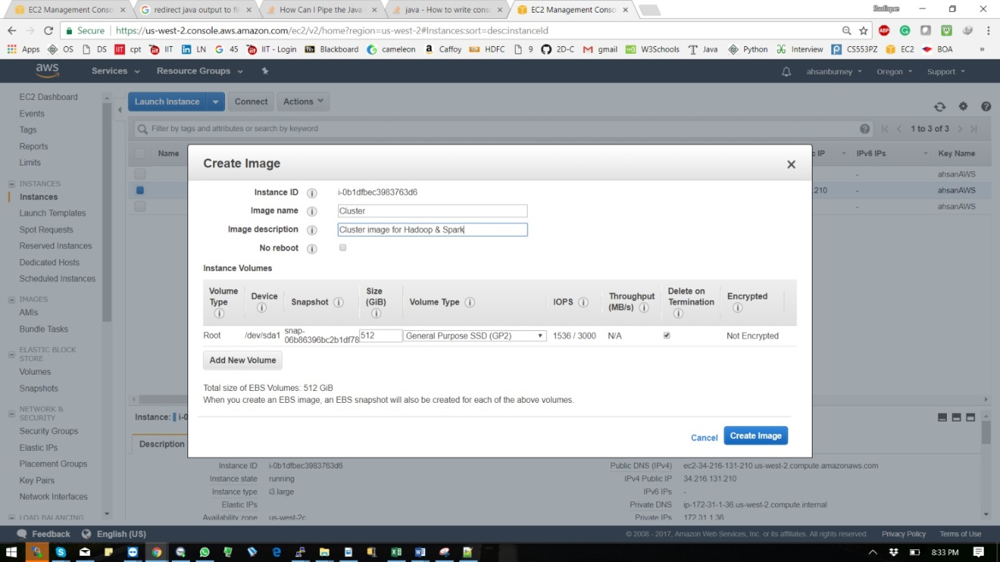 EC2 Management Conso
redirect java output to fi
How Can I Pipe the Java
java - How to write cons
EC2 Management Conso
Sadique
Secure https://us-west-2.console.aws.amazon.com/ec2/v2/home?region=us-west-2#Instances:sort=desc:instanceId
Apps OS DS IIT cpt IIT LN 45 IIT - Login Blackboard cameleon Caffoy HDFC 9 2D-C gmail W3Schools Java Python Interview CS553PZ EC2 BOA »
aws Services Resource Groups ahsanburney Oregon Support
EC2 Dashboard
Events
Tags
Reports
Limits
INSTANCES
Instances
Launch Templates
Spot Requests
Reserved Instances
Dedicated Hosts
Scheduled Instances
IMAGES
AMIs
Bundle Tasks
ELASTIC BLOCK
STORE
Volumes
Snapshots
NETWORK &
SECURITY
Security Groups
Elastic IPs
Placement Groups
Key Pairs
Network Interfaces
LOAD BALANCING
Launch Instance Connect Actions
Filter by tags and attributes or search by keyword 1 to 3 of 3
Name c IP IPv6 IPs Key Name
- ahsanAWS
.210 - ahsanAWS
- ahsanAWS
Create Image
Instance ID i-0b1dfbec3983763d6
Image name Cluster
Image description Cluster image for Hadoop & Spark
No reboot
Instance Volumes
Volume Type Device Snapshot Size (GiB) Volume Type IOPS Throughput (MB/s) Delete on Termination Encrypted
Root /dev/sda1 snap-06b86396bc2b1df78 512 General Purpose SSD (GP2) 1536 / 3000 N/A Not Encrypted
Add New Volume
Total size of EBS Volumes: 512 GiB
When you create an EBS image, an EBS snapshot will also be created for each of the above volumes.
Cancel Create Image
Instance: i-0
Description
Instance ID i-0b1dfbec3983763d6 Public DNS (IPv4) ec2-34-216-131-210.us-west-2.compute.amazonaws.com
Instance state running IPv4 Public IP 34.216.131.210
Instance type i3.large IPv6 IPs -
Elastic IPs Private DNS ip-172-31-1-36.us-west-2.compute.internal
Availability zone us-west-2c Private IPs 172.31.1.36
Feedback English (US) © 2008 - 2017, Amazon Web Services, Inc. or its affiliates. All rights reserved. Privacy Policy Terms of Use
8:33 PM